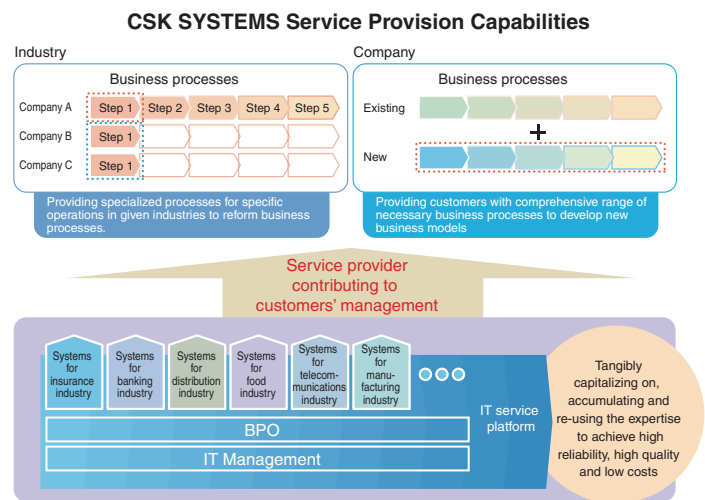 CSK SYSTEMS Service Provision Capabilities
Industry
Business processes
Company A
Step 1
Step 2
Step 3
Step 4
Step 5
Company B
Step 1
Company C
Step 1
Providing specialized processes for specific
operations in given industries to reform business
processes.
Company
Business processes
Existing
+
New
Providing customers with comprehensive range of
necessary business processes to develop new
business models
Service provider
contributing to
customers' management
Systems
for
insurance
industry
Systems
for
banking
industry
Systems
for
distribution
industry
Systems
for
food
industry
Systems
for
telecom-
munications
industry
Systems
for
manu-
facturing
industry
BPO
IT Management
IT service
platform
Tangibly
capitalizing on,
accumulating and
re-using the expertise
to achieve high
reliability, high quality
and low costs